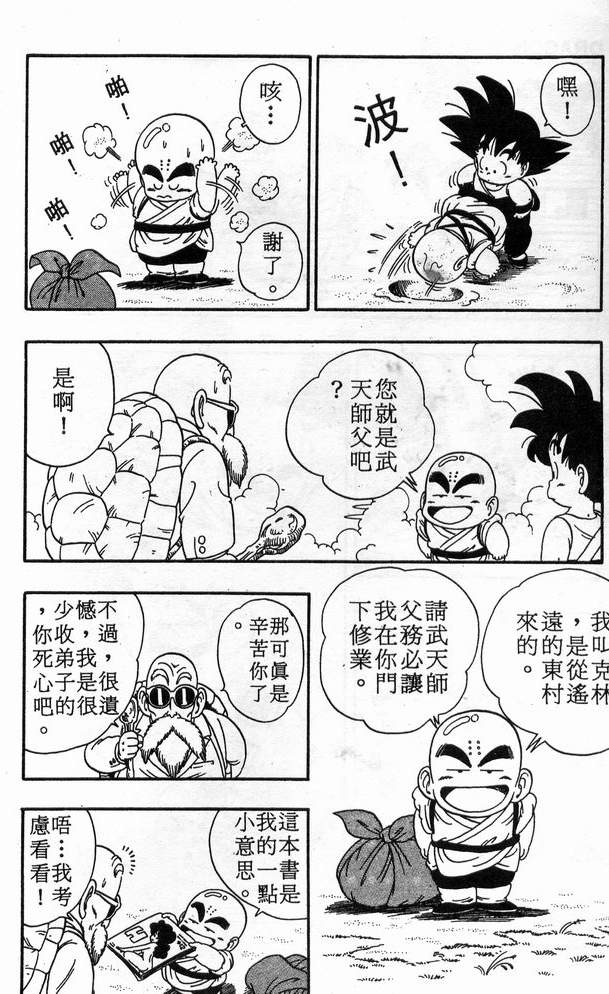 嘿！
波！
咳…
謝了。
啪！
啪！
啪！
您就是武
天師父吧
？
是啊！
我叫克林
，是從遙
遠的東村
來的。
請武天師
父務必讓
我在你門
下修業。
那可眞是
辛苦你了
。
不過，很遺
憾，我是很
少收弟子的
，你死心吧。
這本書是
我的一點
小意思。
唔…我考
慮看看！